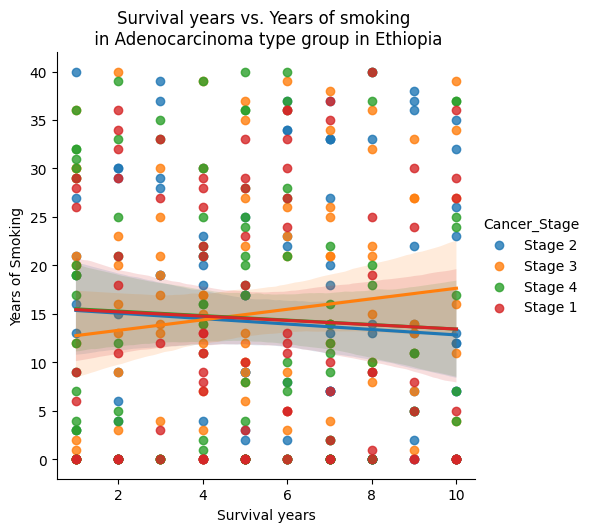 Survival years vs. Years of smoking
in Adenocarcinoma type group in Ethiopia
40
35
30
25
20
15
10
5
0
Years of Smoking
2
4
6
8
10
Survival years
Cancer_Stage
Stage 2
Stage 3
Stage 4
Stage 1